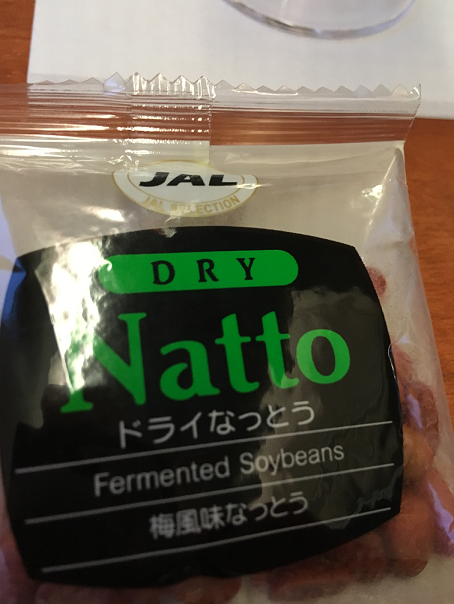 JAL
JAL SELECTION
DRY
Natto
ドライなっとう
Fermented Soybeans
梅風味なっとう